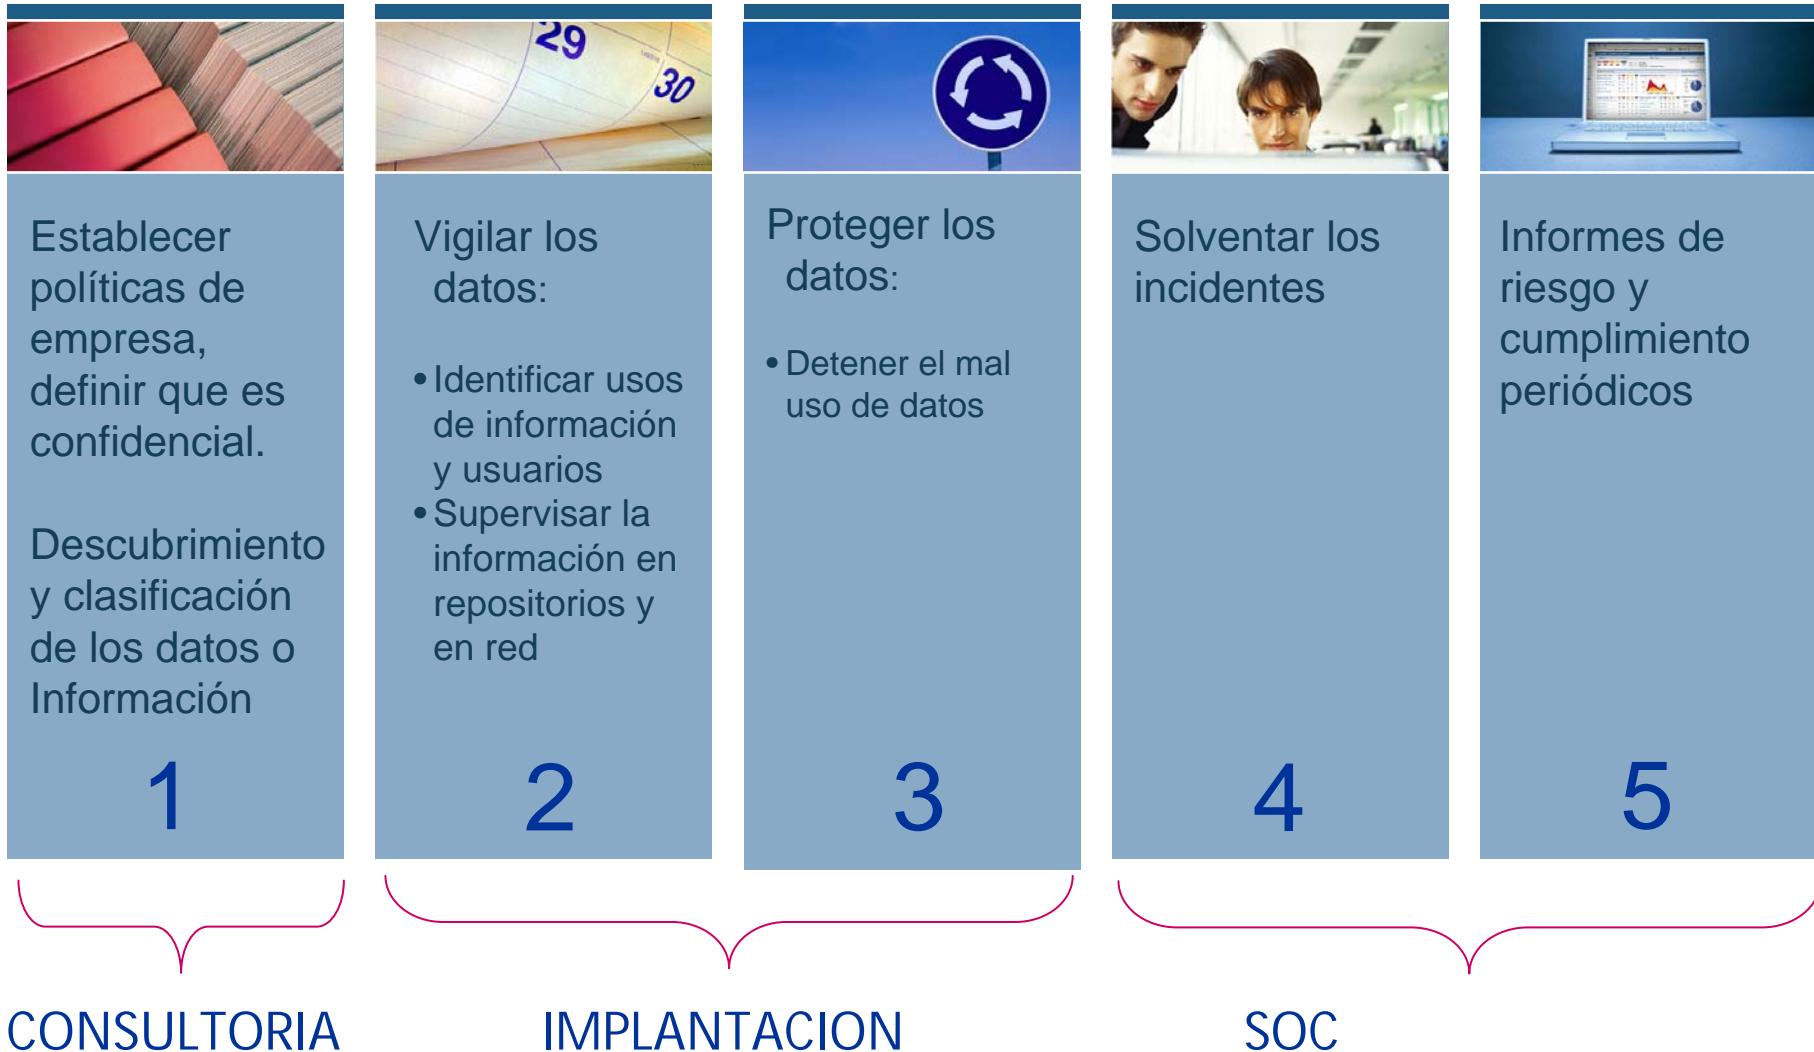 29
30
Establecer
políticas de
empresa,
definir que es
confidencial.
Descubrimiento
y clasificación
de los datos o
Información
1
Vigilar los
datos:
•Identificar usos
de información
y usuarios
•Supervisar la
información en
repositorios y
en red
2
Proteger los
datos:
•Detener el mal
uso de datos
3
Solventar los
incidentes
4
Informes de
riesgo y
cumplimiento
periódicos
5
CONSULTORIA
IMPLANTACION
SOC